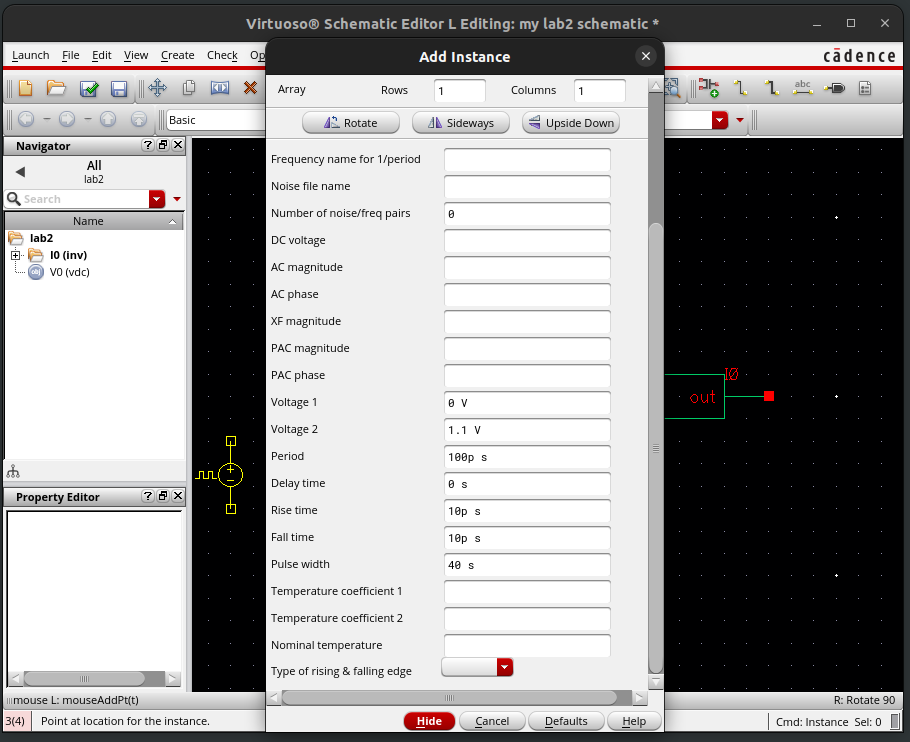 Virtuoso® Schematic Editor L Editing: my lab2 schematic *
Launch File Edit View Create Check Op
cādence
Add Instance
Array Rows 1 Columns 1
Basic
Rotate Sideways Upside Down
abc
Navigator
All
lab2
Search
Name
lab2
I0 (inv)
obj V0 (vdc)
Property Editor
Frequency name for 1/period
Noise file name
Number of noise/freq pairs 0
DC voltage
AC magnitude
AC phase
XF magnitude
PAC magnitude
PAC phase
Voltage 1 0 V
Voltage 2 1.1 V
Period 100p s
Delay time 0 s
Rise time 10p s
Fall time 10p s
Pulse width 40 s
Temperature coefficient 1
Temperature coefficient 2
Nominal temperature
Type of rising & falling edge
I0
out
mouse L: mouseAddPt(t) R: Rotate 90
Hide Cancel Defaults Help
3(4) Point at location for the instance. Cmd: Instance Sel: 0